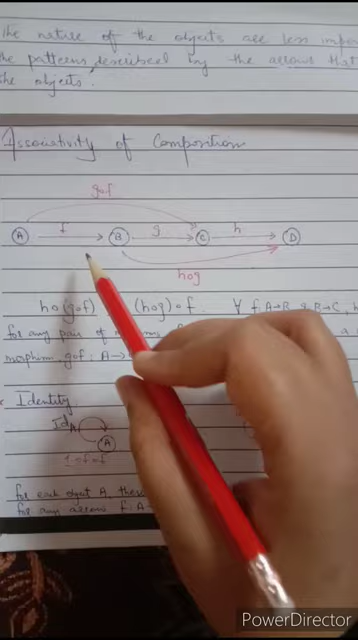 the nature of the objects are less impor
the patterns described by the arrows that
the objects.
Associativity of Composition
gof
A f B g C h D
hog
ho(gof) (hog)of ∀ f:A→B g:B→C, h
for any pair of
morphism, gof: A→
Identity
Id_A
A
for each object A, there
for any arrows f:A
PowerDirector